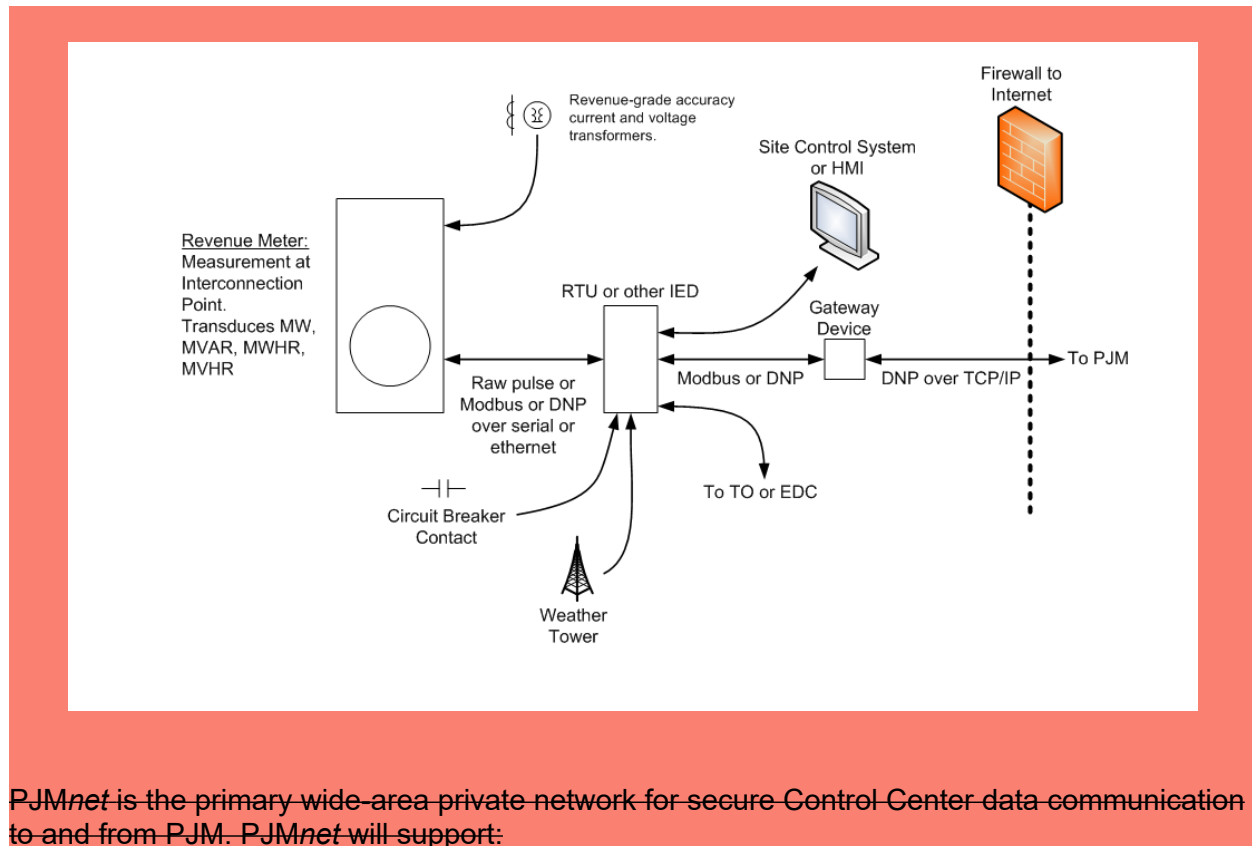 Firewall to
Internet
Revenue-grade accuracy
current and voltage
transformers.
Site Control System
or HMI
Revenue Meter:
Measurement at
Interconnection
Point.
Transduces MW,
MVAR, MWHR,
MVHR
RTU or other IED
Gateway
Device
To PJM
Raw pulse or
Modbus or DNP
over serial or
ethernet
Modbus or DNP
DNP over TCP/IP
To TO or EDC
Circuit Breaker
Contact
Weather
Tower
PJMnet is the primary wide-area private network for secure Control Center data communication
to and from PJM. PJMnet will support: